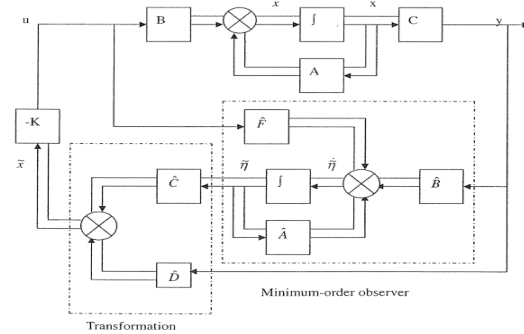 u
ẋ
x
y
B
∫
C
A
-K
F̂
x̃
η̃
η̃̇
Ĉ
∫
B̂
Â
D̂
Minimum-order observer
Transformation